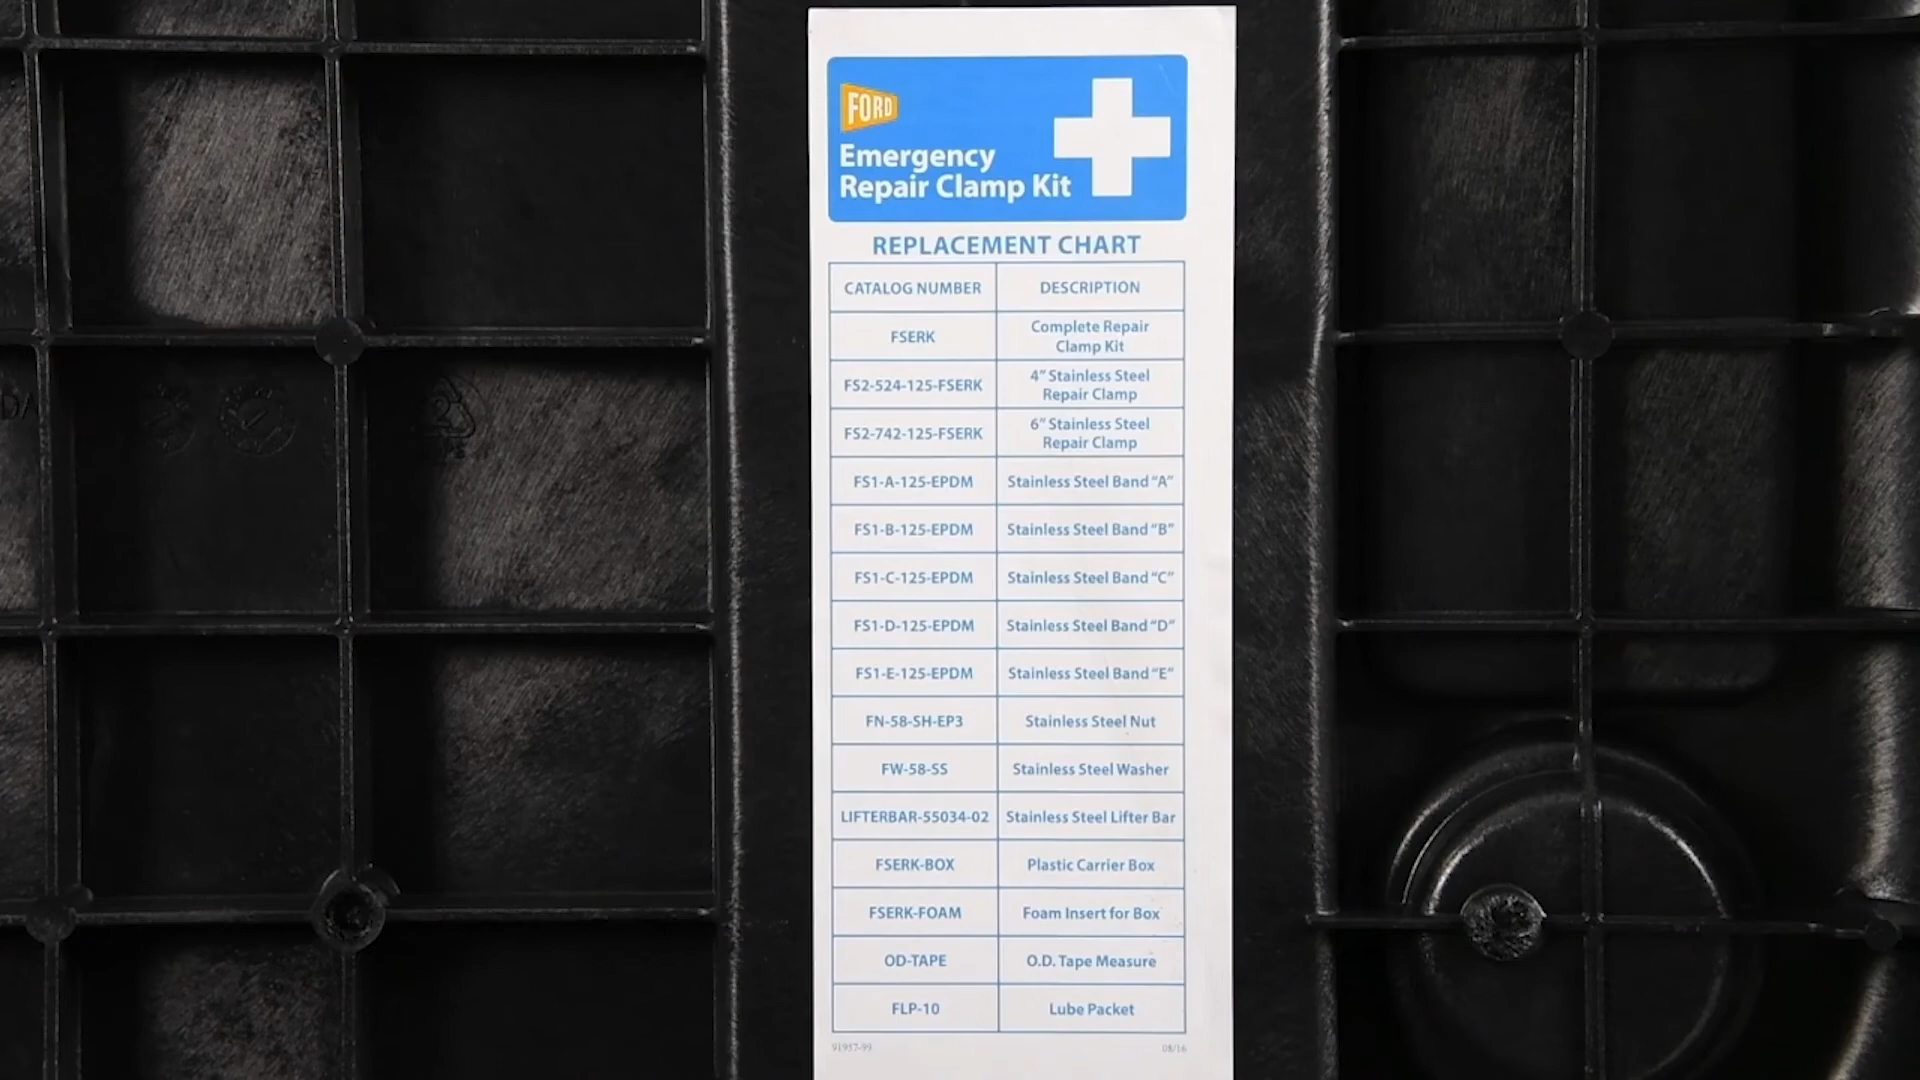 FORD
Emergency
Repair Clamp Kit
REPLACEMENT CHART
CATALOG NUMBER DESCRIPTION
FSERK Complete Repair
Clamp Kit
FS2-524-125-FSERK 4” Stainless Steel
Repair Clamp
FS2-742-125-FSERK 6” Stainless Steel
Repair Clamp
FS1-A-125-EPDM Stainless Steel Band “A”
FS1-B-125-EPDM Stainless Steel Band “B”
FS1-C-125-EPDM Stainless Steel Band “C”
FS1-D-125-EPDM Stainless Steel Band “D”
FS1-E-125-EPDM Stainless Steel Band “E”
FN-58-SH-EP3 Stainless Steel Nut
FW-58-SS Stainless Steel Washer
LIFTERBAR-55034-02 Stainless Steel Lifter Bar
FSERK-BOX Plastic Carrier Box
FSERK-FOAM Foam Insert for Box
OD-TAPE O.D. Tape Measure
FLP-10 Lube Packet
91957-99 08/16